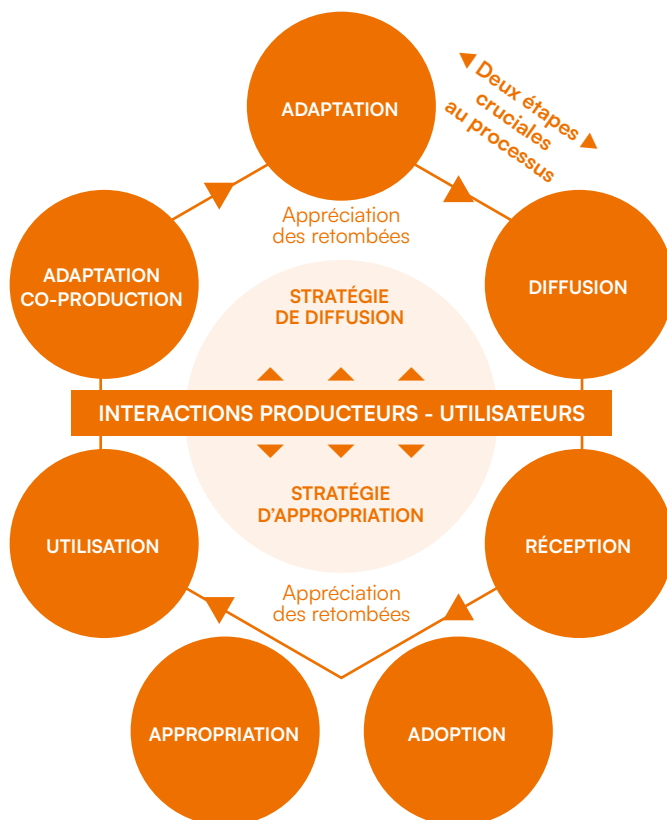 ADAPTATION
Deux étapes
cruciales
au processus
Appréciation
des retombées
ADAPTATION
CO-PRODUCTION
DIFFUSION
STRATÉGIE
DE DIFFUSION
INTERACTIONS PRODUCTEURS - UTILISATEURS
STRATÉGIE
D’APPROPRIATION
UTILISATION
RÉCEPTION
Appréciation
des retombées
APPROPRIATION
ADOPTION